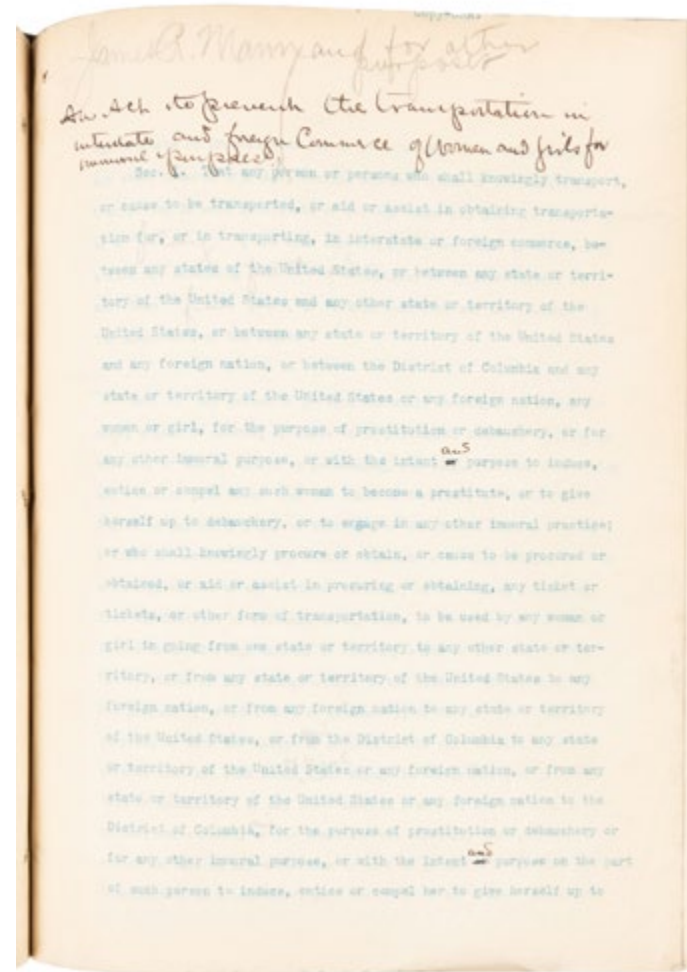 James R. Mann and for other
purposes
An Act to prevent the transportation in
interstate and foreign Commerce of Women and girls for
immoral purposes.
Sec. . That any person or persons who shall knowingly transport,
or cause to be transported, or aid or assist in obtaining transporta-
tion for, or in transporting, in interstate or foreign commerce, be-
tween any states of the United States, or between any state or terri-
tory of the United States and any other state or territory of the
United States, or between any state or territory of the United States
and any foreign nation, or between the District of Columbia and any
state or territory of the United States or any foreign nation, any
woman or girl, for the purpose of prostitution or debauchery, or for
and
any other immoral purpose, or with the intent or purpose to induce,
entice or compel any such woman to become a prostitute, or to give
herself up to debauchery, or to engage in any other immoral practice;
or who shall knowingly procure or obtain, or cause to be procured or
obtained, or aid or assist in procuring or obtaining, any ticket or
tickets, or other form of transportation, to be used by any woman or
girl in going from one state or territory to any other state or ter-
ritory, or from any state or territory of the United States to any
foreign nation, or from any foreign nation to any state or territory
of the United States, or from the District of Columbia to any state
or territory of the United States or any foreign nation, or from any
state or territory of the United States or any foreign nation to the
District of Columbia, for the purpose of prostitution or debauchery or
and
for any other immoral purpose, or with the intent or purpose on the part
of such person to induce, entice or compel her to give herself up to